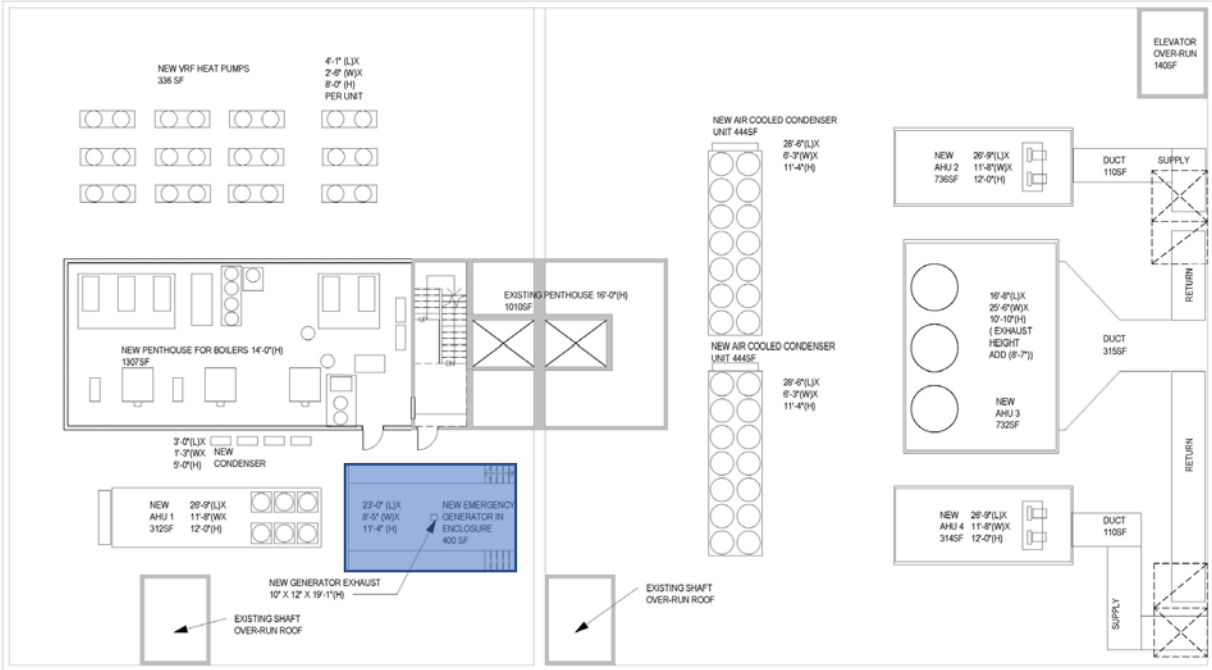 NEW VRF HEAT PUMPS
336 SF
4'-1" (L)X
2'-6" (W)X
8'-0" (H)
PER UNIT
ELEVATOR
OVER-RUN
140SF
NEW AIR COOLED CONDENSER
UNIT 444SF
28'-6"(L)X
6'-3"(W)X
11'-4"(H)
NEW
AHU 2
736SF
26'-9"(L)X
11'-8"(W)X
12'-0"(H)
DUCT
110SF
SUPPLY
RETURN
EXISTING PENTHOUSE 16'-0"(H)
1010SF
UP
DN
NEW PENTHOUSE FOR BOILERS 14'-0"(H)
1307SF
NEW AIR COOLED CONDENSER
UNIT 444SF
28'-6"(L)X
6'-3"(W)X
11'-4"(H)
16'-8"(L)X
25'-6"(W)X
10'-10"(H)
( EXHAUST
HEIGHT
ADD (8'-7"))
NEW
AHU 3
732SF
DUCT
315SF
RETURN
3'-0"(L)X
1'-3"(WX
5'-0"(H)
NEW
CONDENSER
NEW
AHU 1
312SF
26'-9"(L)X
11'-8"(WX
12'-0"(H)
23'-0" (L)X
8'-5" (W)X
11'-4" (H)
NEW EMERGENCY
GENERATOR IN
ENCLOSURE
400 SF
NEW
AHU 4
314SF
26'-9"(L)X
11'-8"(W)X
12'-0"(H)
DUCT
110SF
SUPPLY
NEW GENERATOR EXHAUST
10" X 12" X 19'-1"(H)
EXISTING SHAFT
OVER-RUN ROOF
EXISTING SHAFT
OVER-RUN ROOF